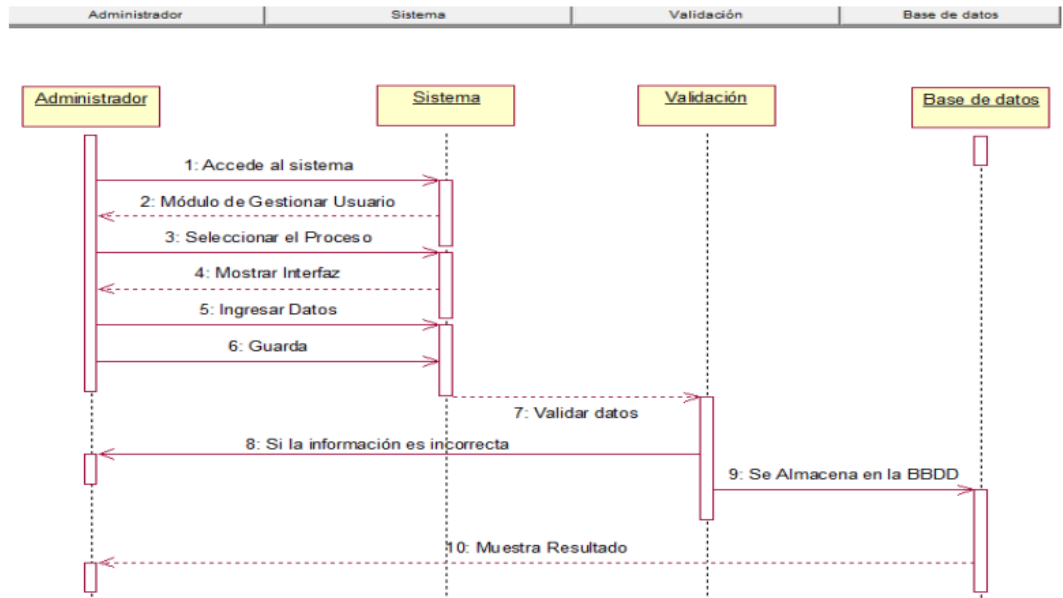 Administrador
Sistema
Validación
Base de datos
Administrador
Sistema
Validación
Base de datos
1: Accede al sistema
2: Módulo de Gestionar Usuario
3: Seleccionar el Proceso
4: Mostrar Interfaz
5: Ingresar Datos
6: Guarda
7: Validar datos
8: Si la información es incorrecta
9: Se Almacena en la BBDD
10: Muestra Resultado